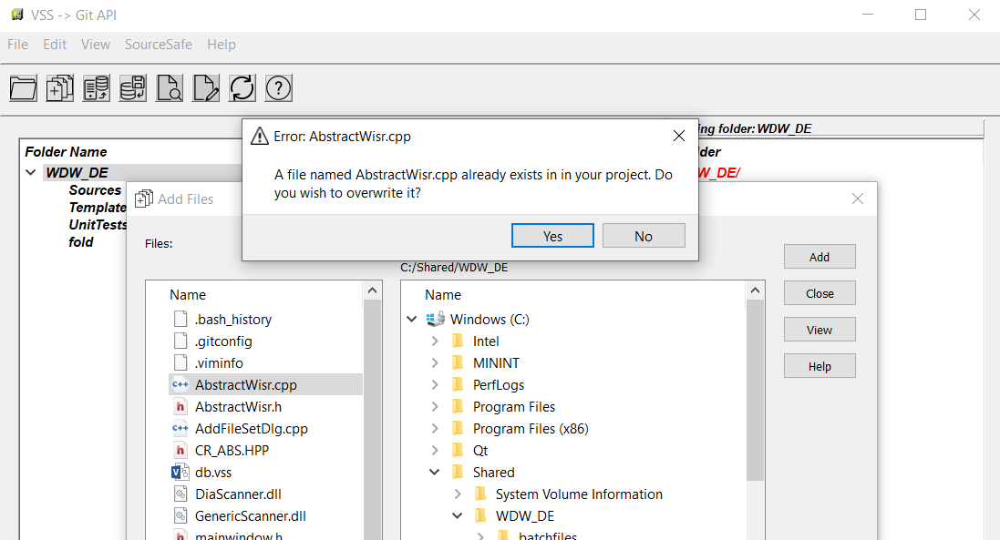 VSS -> Git API
File Edit View SourceSafe Help
ing folder: WDW_DE
Error: AbstractWisr.cpp
A file named AbstractWisr.cpp already exists in in your project. Do
you wish to overwrite it?
Yes No
Folder Name
WDW_DE
Sources
Template
UnitTests
fold
lder
W_DE/
Add Files
Files:
C:/Shared/WDW_DE
Name
.bash_history
.gitconfig
.viminfo
AbstractWisr.cpp
AbstractWisr.h
AddFileSetDlg.cpp
CR_ABS.HPP
db.vss
DiaScanner.dll
GenericScanner.dll
mainwindow.h
Name
Windows (C:)
Intel
MININT
PerfLogs
Program Files
Program Files (x86)
Qt
Shared
System Volume Information
WDW_DE
batchfiles
Add
Close
View
Help